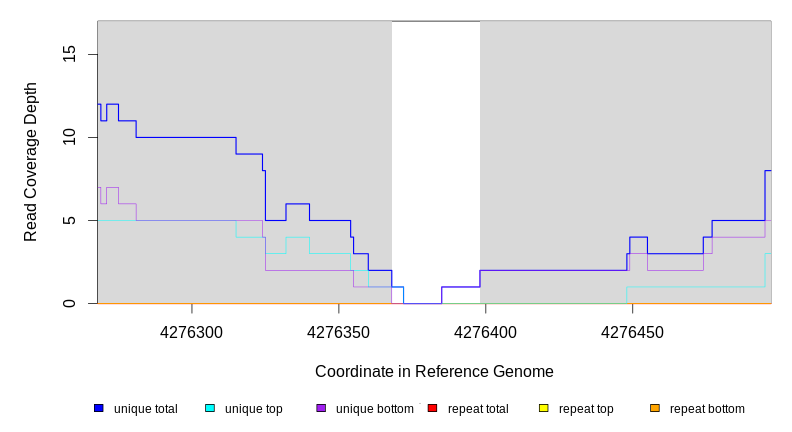 Read Coverage Depth
15
10
5
0
4276300 4276350 4276400 4276450
Coordinate in Reference Genome
unique total unique top unique bottom repeat total repeat top repeat bottom